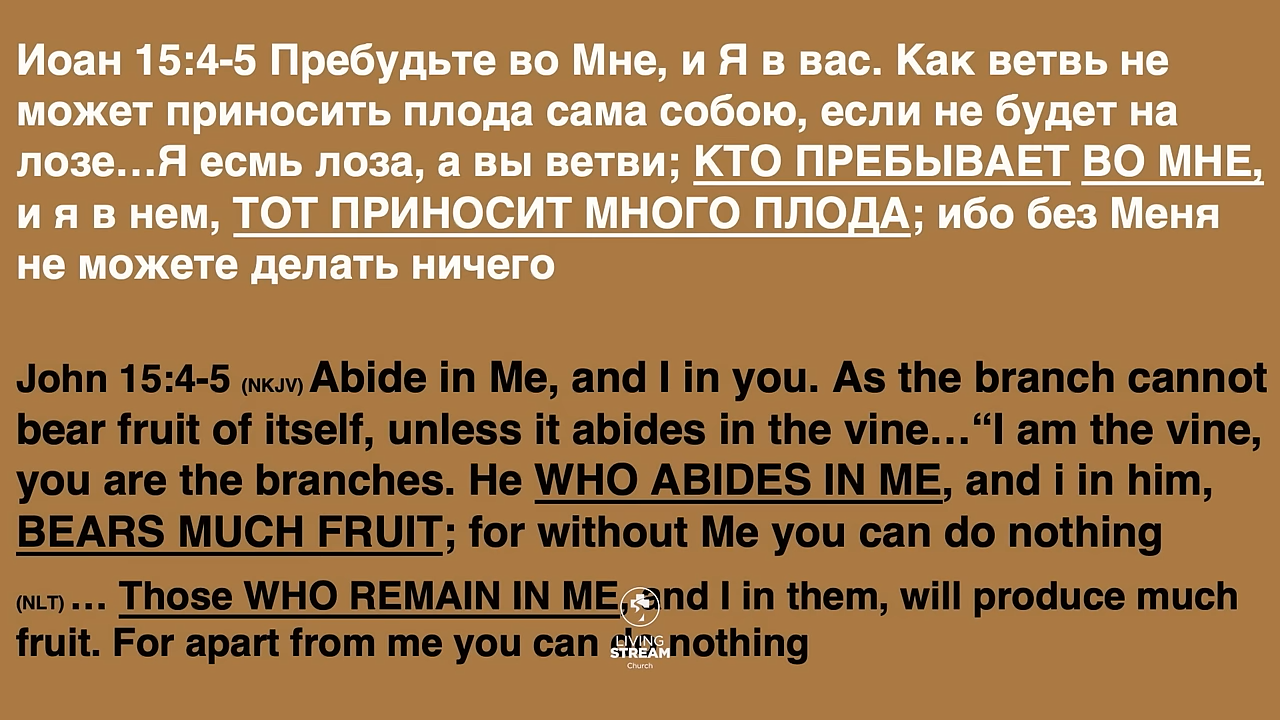 Иоан 15:4-5 Пребудьте во Мне, и Я в вас. Как ветвь не
может приносить плода сама собою, если не будет на
лозе...Я есмь лоза, а вы ветви; КТО ПРЕБЫВАЕТ ВО МНЕ,
и я в нем, ТОТ ПРИНОСИТ МНОГО ПЛОДА; ибо без Меня
не можете делать ничего
John 15:4-5 (NKJV) Abide in Me, and I in you. As the branch cannot
bear fruit of itself, unless it abides in the vine...“I am the vine,
you are the branches. He WHO ABIDES IN ME, and i in him,
BEARS MUCH FRUIT; for without Me you can do nothing
(NLT) ... Those WHO REMAIN IN ME, and I in them, will produce much
fruit. For apart from me you can do nothing
LIVING
STREAM
Church